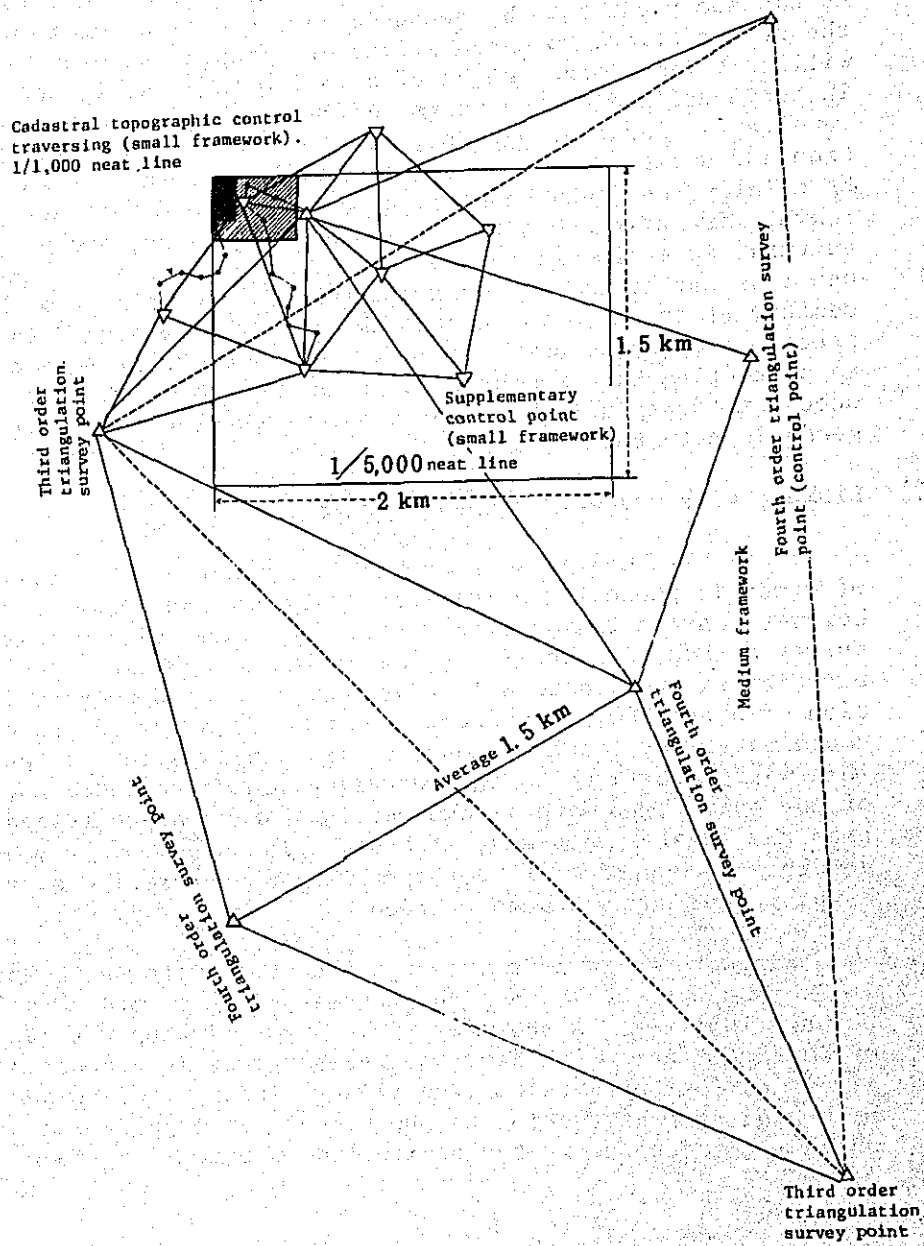 Cadastral topographic control
traversing (small framework).
1/1,000 neat line
Third order
triangulation.
survey point
1.5 km
Supplementary
control point
(small framework)
1/5,000 neat line
2 km
Fourth order triangulation survey
point (control point)
Medium framework
Fourth order
triangulation survey point
Average 1.5 km
Fourth order
triangulation survey point
Third order
triangulation
survey point